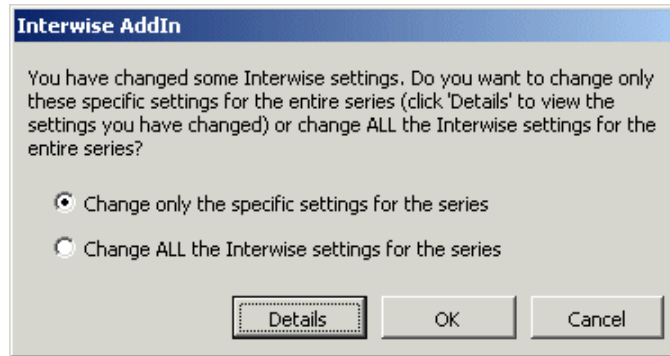 Interwise AddIn
You have changed some Interwise settings. Do you want to change only
these specific settings for the entire series (click 'Details' to view the
settings you have changed) or change ALL the Interwise settings for the
entire series?
Change only the specific settings for the series
Change ALL the Interwise settings for the series
Details OK Cancel